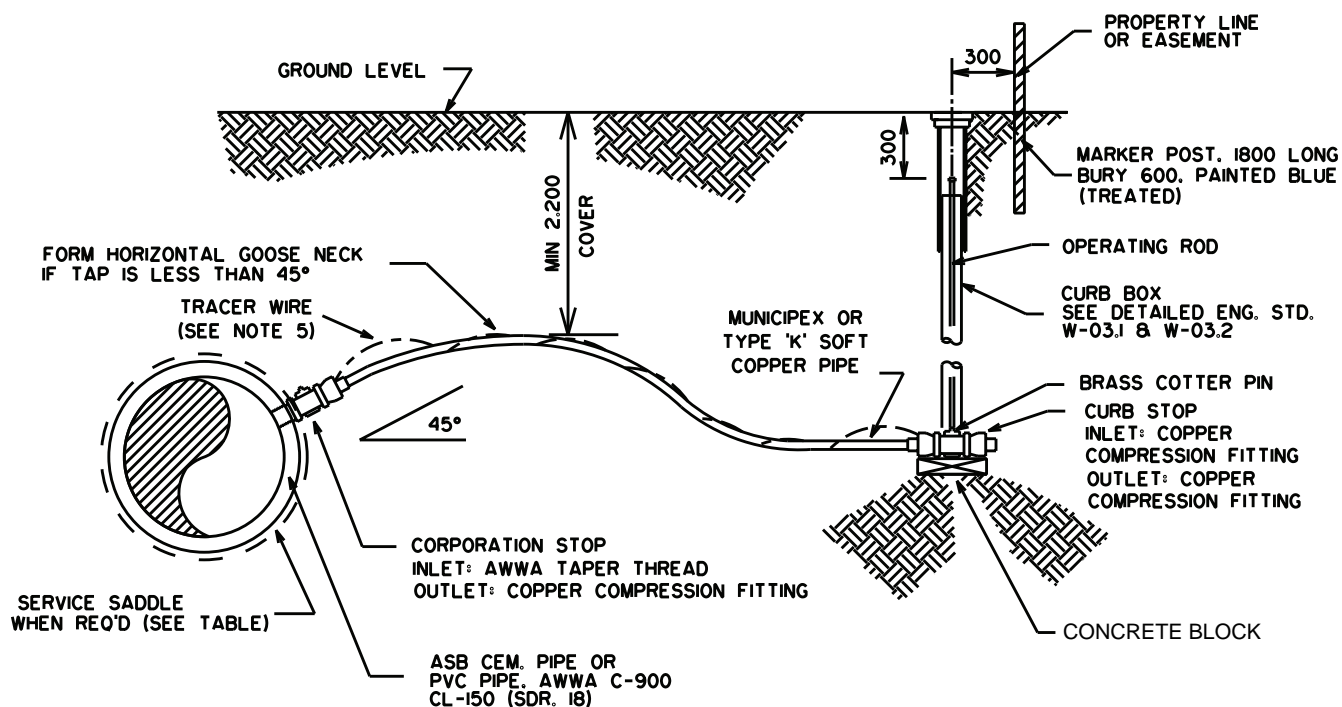 PROPERTY LINE
OR EASEMENT
300
GROUND LEVEL
300
MARKER POST. 1800 LONG
BURY 600. PAINTED BLUE
(TREATED)
MIN 2.200
COVER
OPERATING ROD
FORM HORIZONTAL GOOSE NECK
IF TAP IS LESS THAN 45°
CURB BOX
SEE DETAILED ENG. STD.
W-03.1 & W-03.2
TRACER WIRE
(SEE NOTE 5)
MUNICIPEX OR
TYPE 'K' SOFT
COPPER PIPE
BRASS COTTER PIN
CURB STOP
INLET: COPPER
COMPRESSION FITTING
OUTLET: COPPER
COMPRESSION FITTING
45°
CORPORATION STOP
INLET: AWWA TAPER THREAD
OUTLET: COPPER COMPRESSION FITTING
SERVICE SADDLE
WHEN REQ'D (SEE TABLE)
CONCRETE BLOCK
ASB CEM. PIPE OR
PVC PIPE. AWWA C-900
CL-150 (SDR. 18)